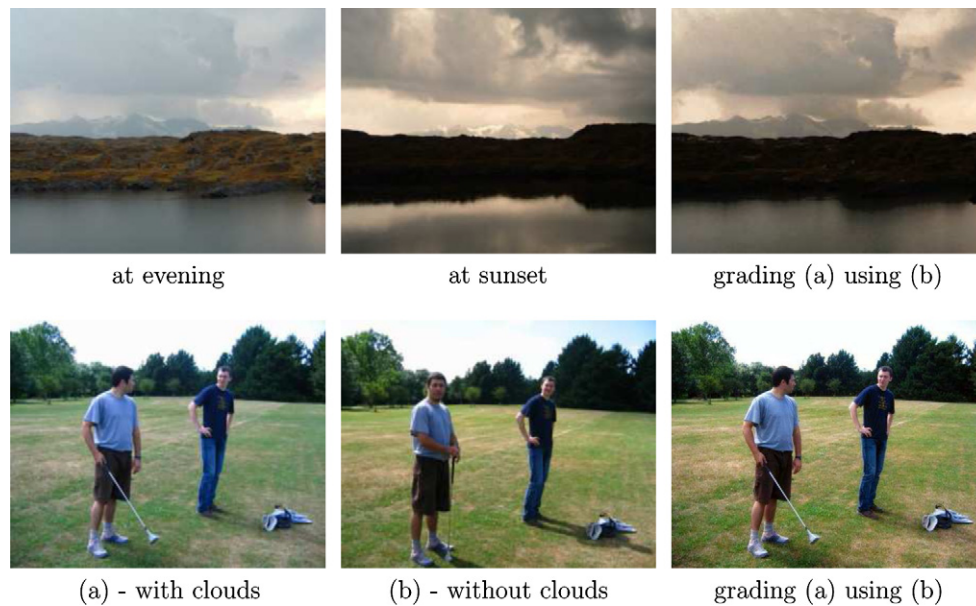 at evening
at sunset
grading (a) using (b)
(a) - with clouds
(b) - without clouds
grading (a) using (b)